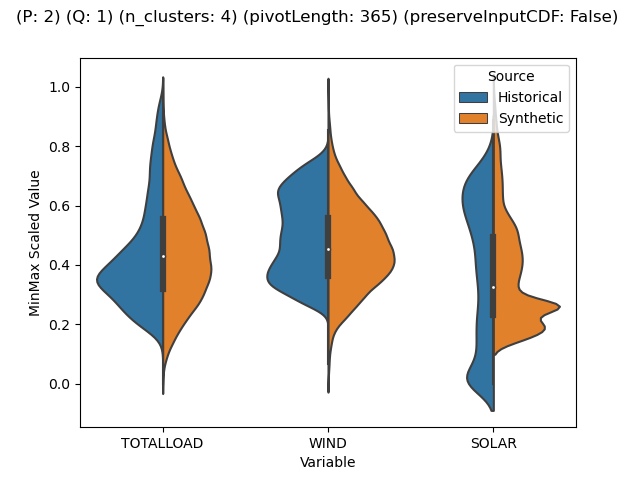 (P: 2) (Q: 1) (n_clusters: 4) (pivotLength: 365) (preserveInputCDF: False)
Source
Historical
Synthetic
1.0
0.8
0.6
0.4
0.2
0.0
MinMax Scaled Value
TOTALLOAD WIND SOLAR
Variable